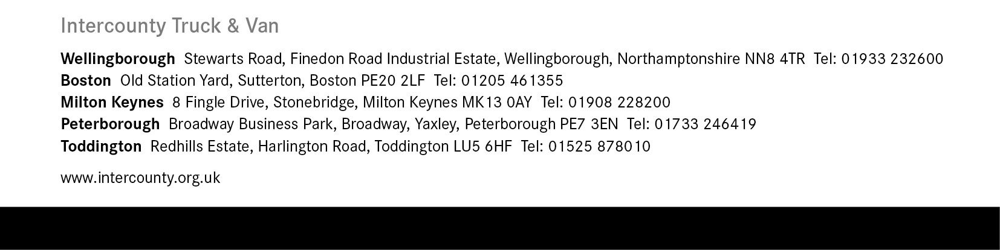 Intercounty Truck & Van
Wellingborough Stewarts Road, Finedon Road Industrial Estate, Wellingborough, Northamptonshire NN8 4TR Tel: 01933 232600
Boston Old Station Yard, Sutterton, Boston PE20 2LF Tel: 01205 461355
Milton Keynes 8 Fingle Drive, Stonebridge, Milton Keynes MK13 0AY Tel: 01908 228200
Peterborough Broadway Business Park, Broadway, Yaxley, Peterborough PE7 3EN Tel: 01733 246419
Toddington Redhills Estate, Harlington Road, Toddington LU5 6HF Tel: 01525 878010
www.intercounty.org.uk